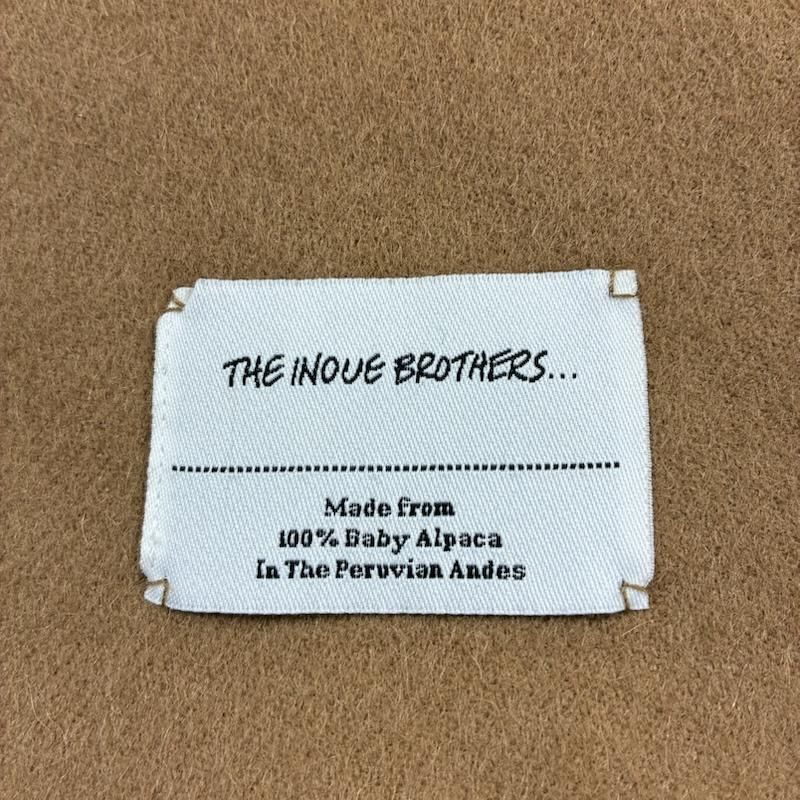 THE INOUE BROTHERS...
Made from
100% Baby Alpaca
In The Peruvian Andes